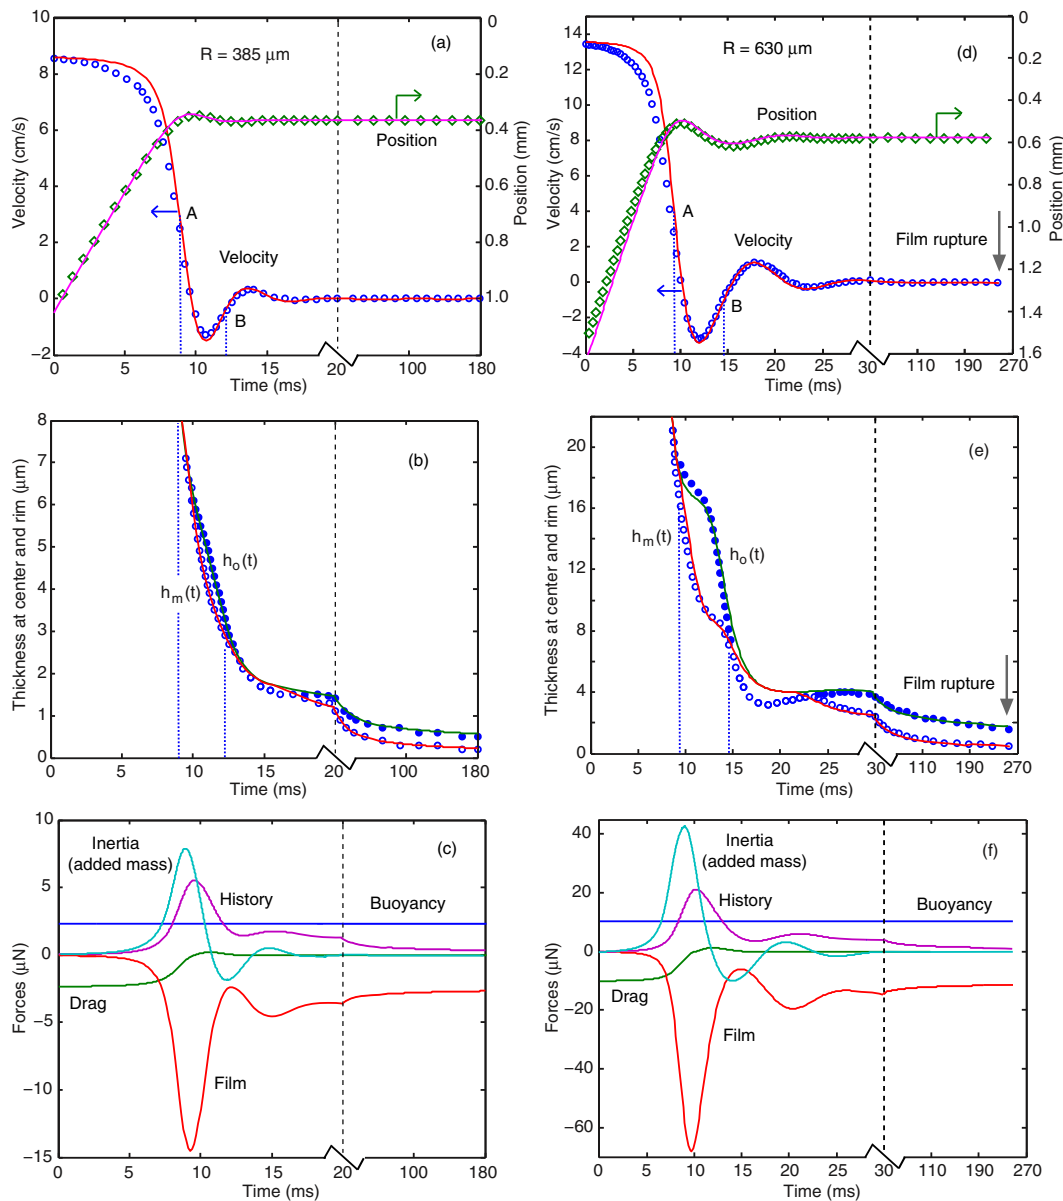 (a)
R = 385 μm
Position
A
Velocity
B
Velocity (cm/s)
Position (mm)
10
8
6
4
2
0
−2
0
0.2
0.4
0.6
0.8
1.0
0 5 10 15 20 100 180
Time (ms)
(d)
R = 630 μm
Position
A
Velocity
Film rupture
B
Velocity (cm/s)
Position (mm)
14
12
10
8
6
4
2
0
−2
−4
0
0.2
0.4
0.6
0.8
1.0
1.2
1.4
1.6
0 5 10 15 20 25 30 110 190 270
Time (ms)
(b)
hₒ(t)
hₘ(t)
Thickness at center and rim (μm)
8
7
6
5
4
3
2
1
0
0 5 10 15 20 100 180
Time (ms)
(e)
hₘ(t)
hₒ(t)
Film rupture
Thickness at center and rim (μm)
20
16
12
8
4
0
0 5 10 15 20 25 30 110 190 270
Time (ms)
(c)
Inertia
(added mass)
History
Buoyancy
Drag
Film
Forces (μN)
10
5
0
−5
−10
−15
0 5 10 15 20 100 180
Time (ms)
(f)
Inertia
(added mass)
History
Buoyancy
Drag
Film
Forces (μN)
40
20
0
−20
−40
−60
0 5 10 15 20 25 30 110 190 270
Time (ms)